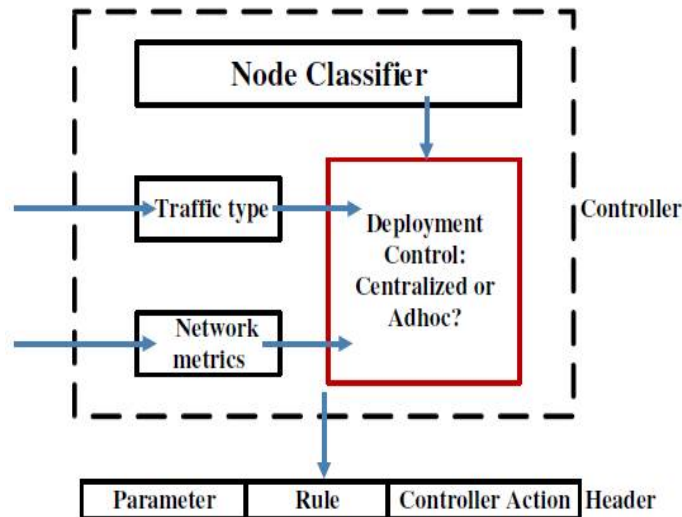 Node Classifier
Traffic type
Deployment
Control:
Centralized or
Adhoc?
Controller
Network
metrics
Parameter Rule Controller Action Header